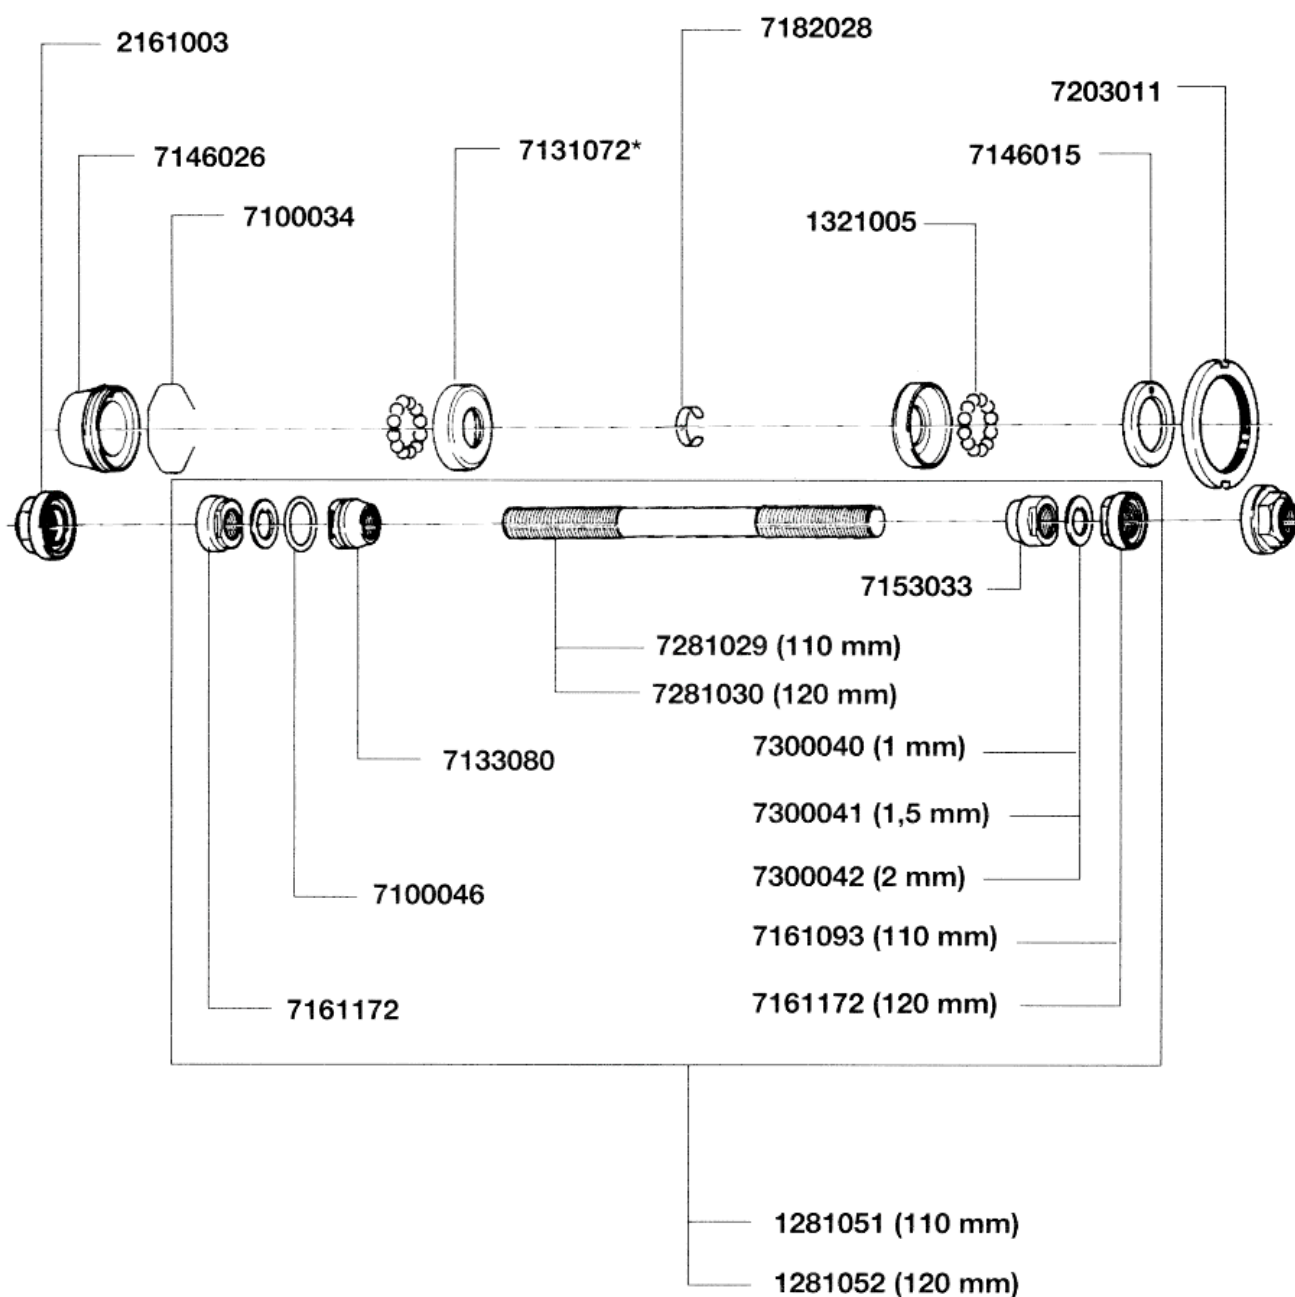 7182028
2161003
7203011
7131072*
7146015
7146026
7100034
1321005
7153033
7281029 (110 mm)
7281030 (120 mm)
7300040 (1 mm)
7133080
7300041 (1,5 mm)
7300042 (2 mm)
7100046
7161093 (110 mm)
7161172 (120 mm)
7161172
1281051 (110 mm)
1281052 (120 mm)